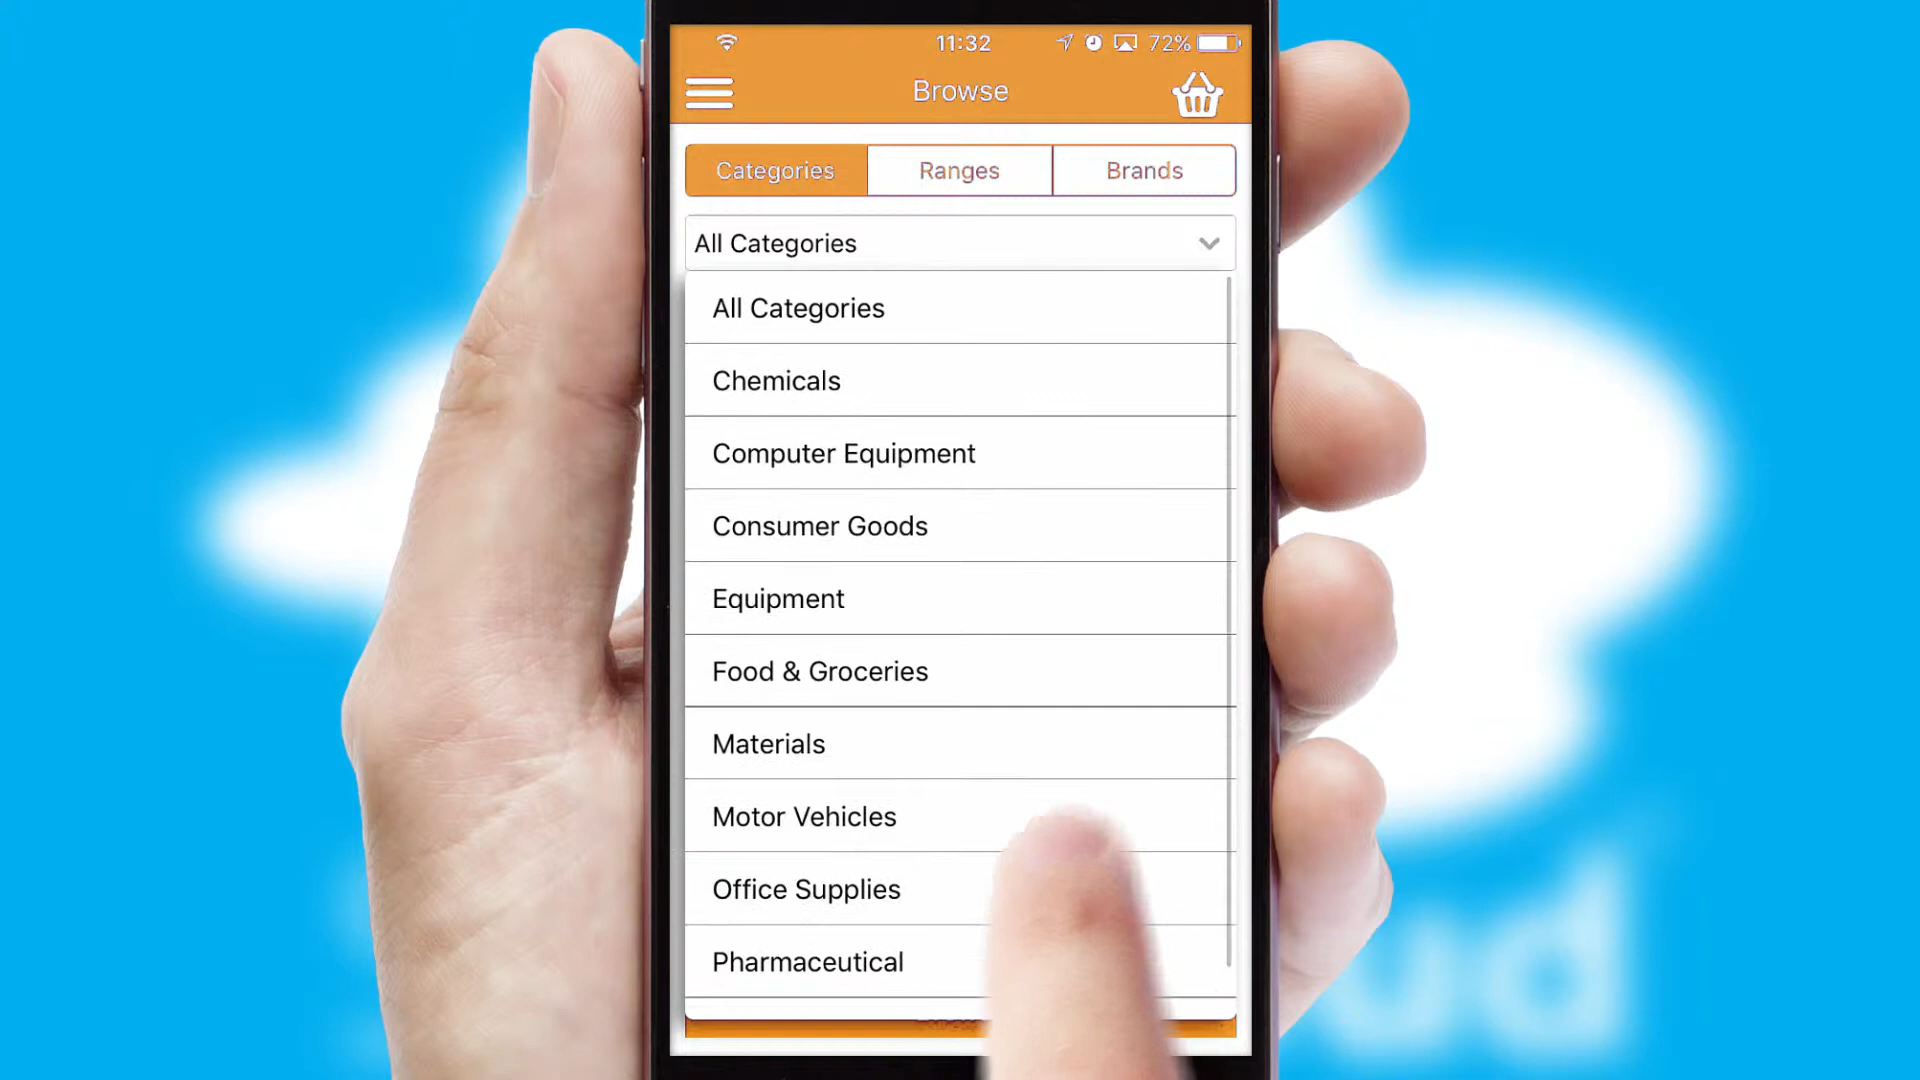 11:32
72%
Browse
Categories
Ranges
Brands
All Categories
All Categories
Chemicals
Computer Equipment
Consumer Goods
Equipment
Food & Groceries
Materials
Motor Vehicles
Office Supplies
Pharmaceutical
ud